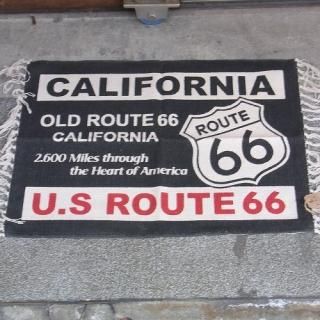 CALIFORNIA
OLD ROUTE 66
CALIFORNIA
2.600 Miles through
the Heart of America
ROUTE
66
U.S ROUTE 66